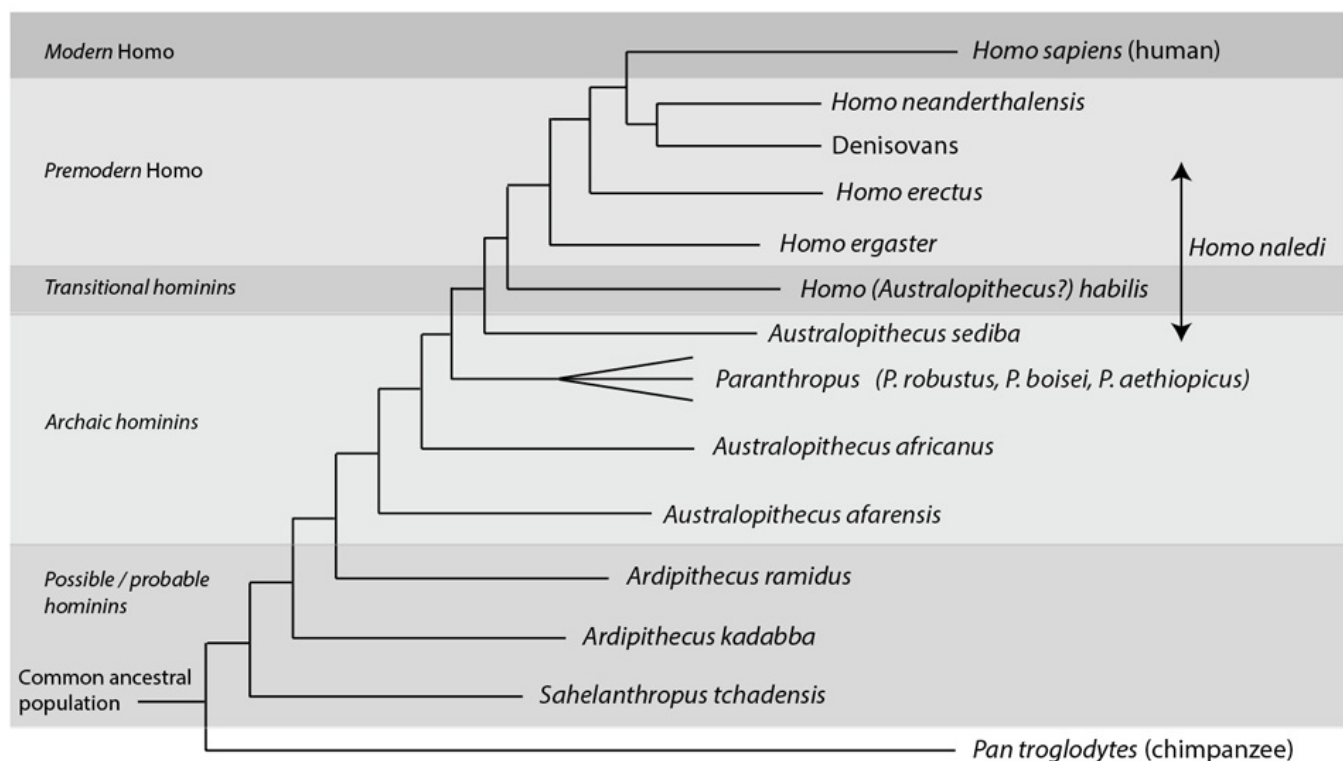 Modern Homo
Homo sapiens (human)
Homo neanderthalensis
Denisovans
Premodern Homo
Homo erectus
Homo ergaster
Homo naledi
Transitional hominins
Homo (Australopithecus?) habilis
Australopithecus sediba
Paranthropus (P. robustus, P. boisei, P. aethiopicus)
Archaic hominins
Australopithecus africanus
Australopithecus afarensis
Possible / probable
hominins
Ardipithecus ramidus
Ardipithecus kadabba
Common ancestral
population
Sahelanthropus tchadensis
Pan troglodytes (chimpanzee)